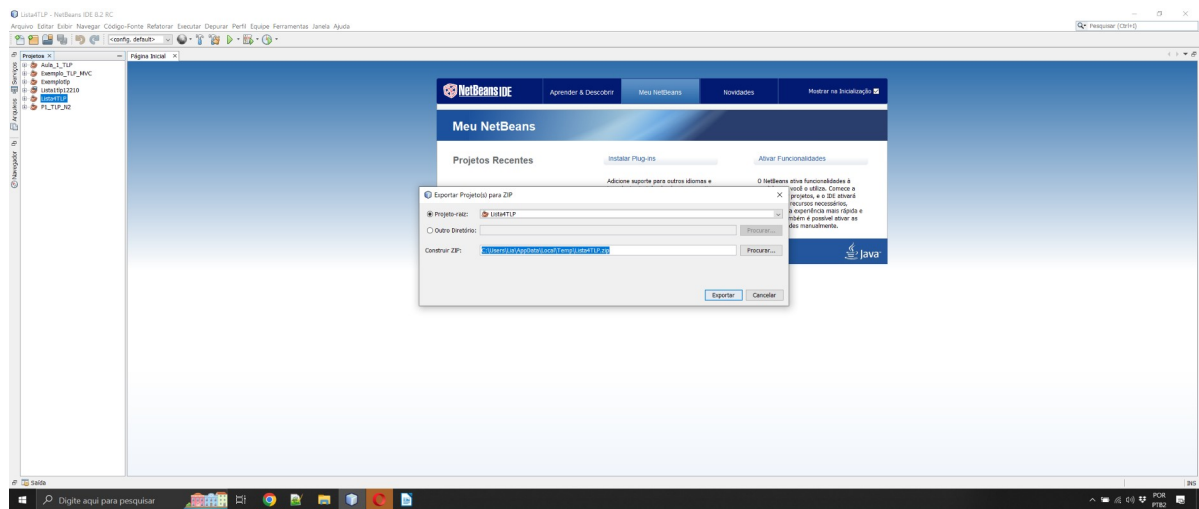 Lista4TLP - NetBeans IDE 8.2 RC
Arquivo Editar Exibir Navegar Código-Fonte Refatorar Executar Depurar Perfil Equipe Ferramentas Janela Ajuda
Pesquisar (Ctrl+I)
<config. default>
Projetos
Página Inicial
Aula_1_TLP
Exemplo_TLP_MVC
Exemplotlp
Lista1tlp12210
Lista4TLP
P1_TLP_N2
Serviços
Arquivos
Navegador
NetBeans IDE
Aprender & Descobrir
Meu NetBeans
Novidades
Mostrar na Inicialização
Meu NetBeans
Projetos Recentes
Instalar Plug-ins
Ativar Funcionalidades
Adicione suporte para outros idiomas e
O NetBeans ativa funcionalidades à
você o utiliza. Comece a
projetos, e o IDE ativará
recursos necessários,
a experiência mais rápida e
mbém é possível ativar as
des manualmente.
Java
Exportar Projeto(s) para ZIP
Projeto-raiz: Lista4TLP
Outro Diretório: Procurar...
Construir ZIP: C:\Users\Lia\AppData\Local\Temp\Lista4TLP.zip Procurar...
Exportar Cancelar
Saída
INS
Digite aqui para pesquisar
POR
PTB2